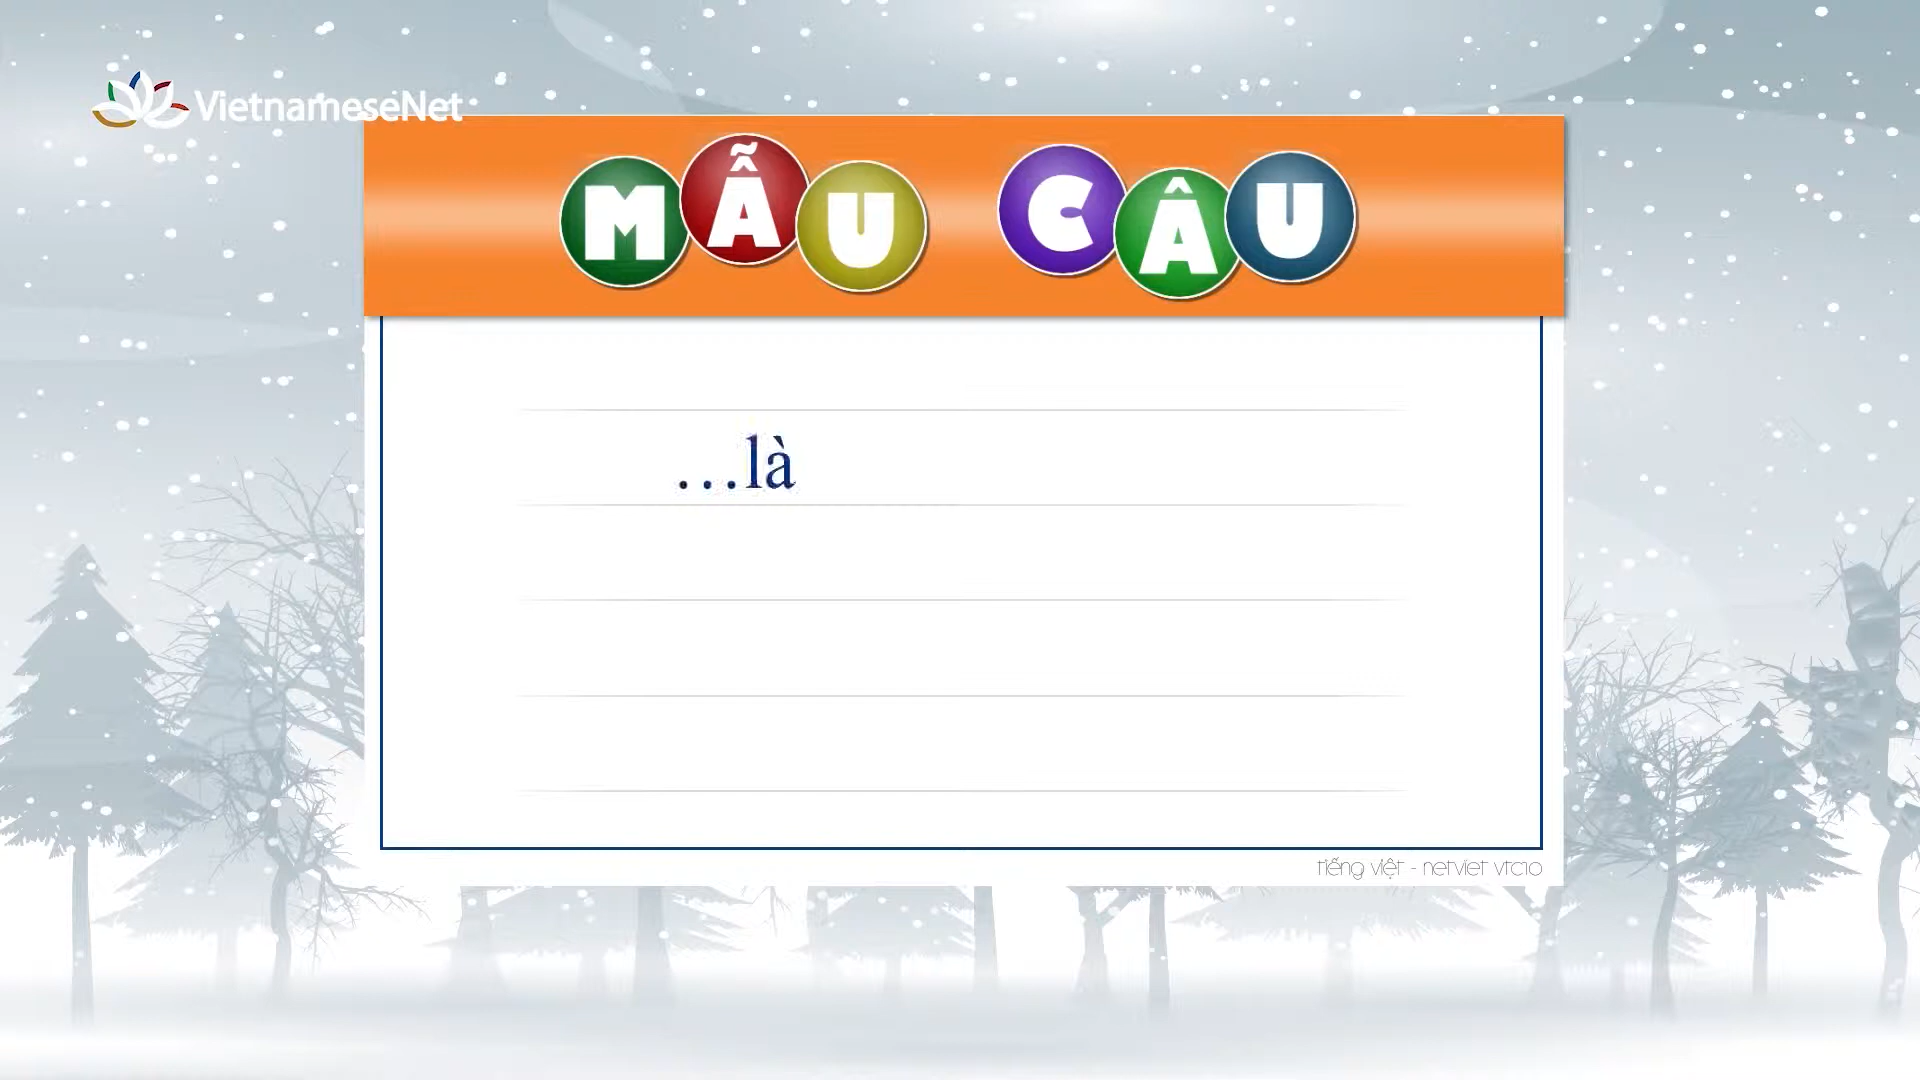 VietnameseNet
MẪU CÂU
...là
tiếng việt - netviet vtc10